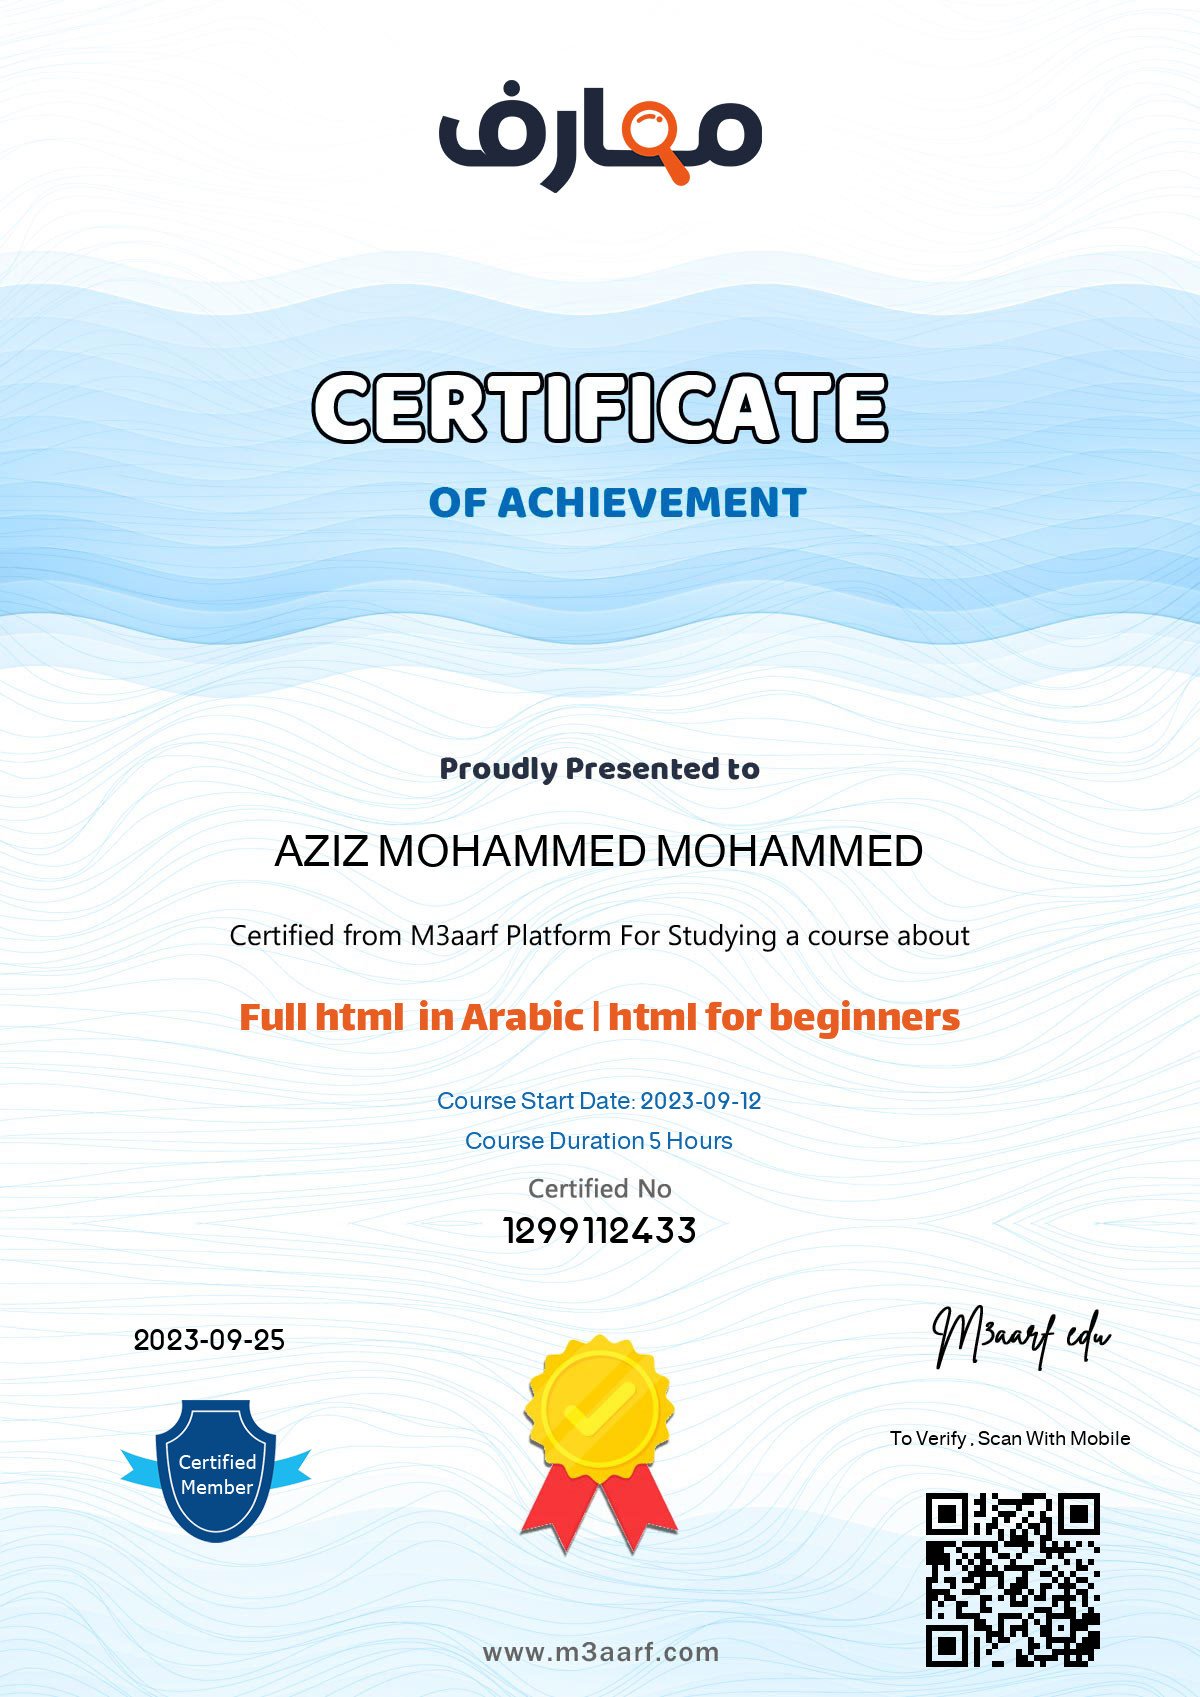 معارف
CERTIFICATE
OF ACHIEVEMENT
Proudly Presented to
AZIZ MOHAMMED MOHAMMED
Certified from M3aarf Platform For Studying a course about
Full html in Arabic | html for beginners
Course Start Date: 2023-09-12
Course Duration 5 Hours
Certified No
1299112433
2023-09-25
M3aarf edu
Certified
Member
To Verify , Scan With Mobile
www.m3aarf.com